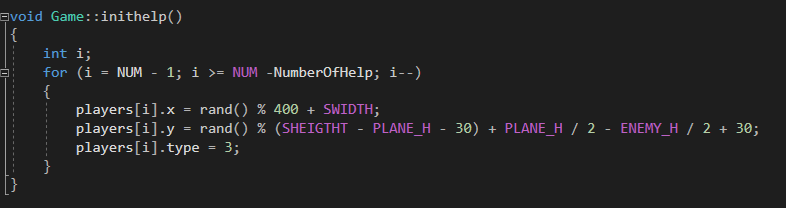 void Game::inithelp()
{
    int i;
    for (i = NUM - 1; i >= NUM -NumberOfHelp; i--)
    {
        players[i].x = rand() % 400 + SWIDTH;
        players[i].y = rand() % (SHEIGTHT - PLANE_H - 30) + PLANE_H / 2 - ENEMY_H / 2 + 30;
        players[i].type = 3;
    }
}